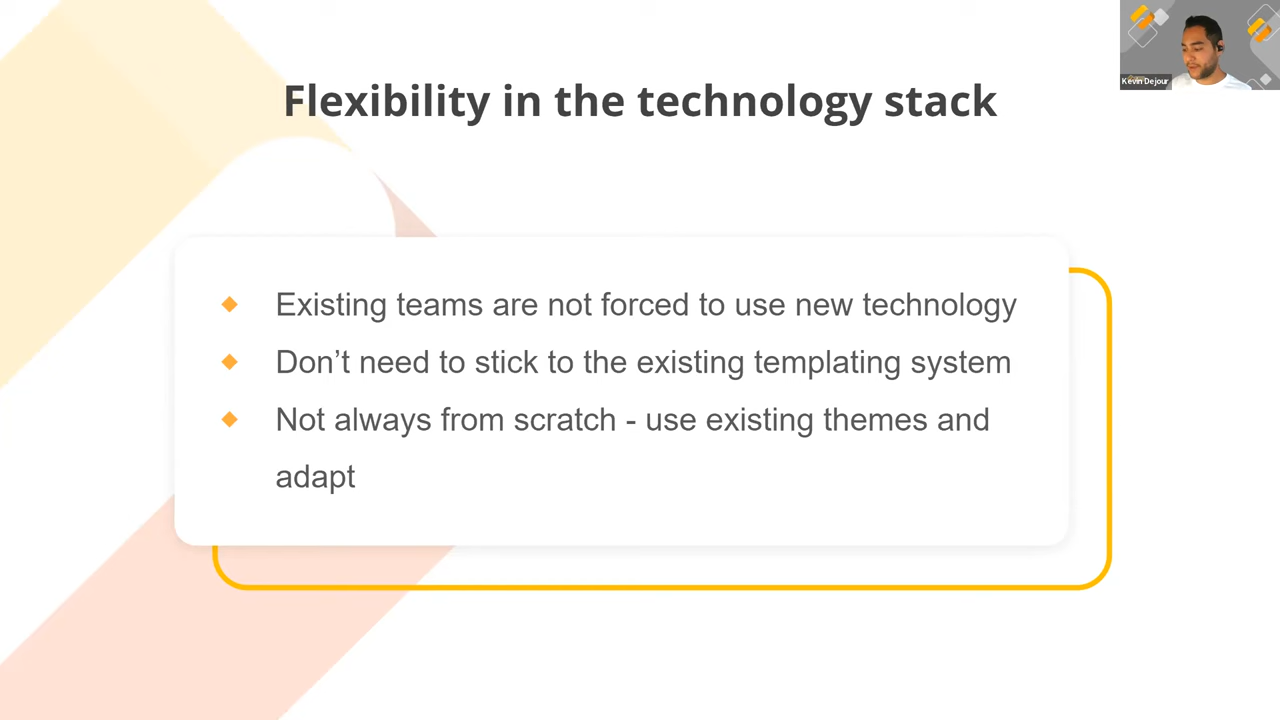 Flexibility in the technology stack
Kevin Dejour
Existing teams are not forced to use new technology
Don’t need to stick to the existing templating system
Not always from scratch - use existing themes and
adapt